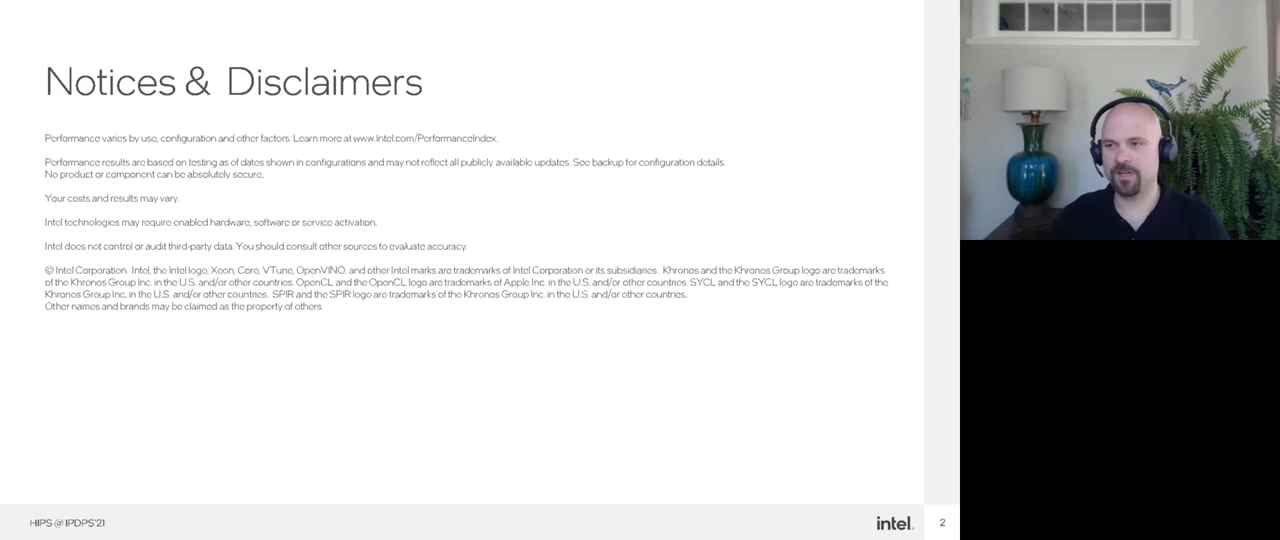 Notices & Disclaimers
Performance varies by use, configuration and other factors. Learn more at www.Intel.com/PerformanceIndex.
Performance results are based on testing as of dates shown in configurations and may not reflect all publicly available updates. See backup for configuration details.
No product or component can be absolutely secure.
Your costs and results may vary.
Intel technologies may require enabled hardware, software or service activation.
Intel does not control or audit third-party data. You should consult other sources to evaluate accuracy.
© Intel Corporation. Intel, the Intel logo, Xeon, Core, VTune, OpenVINO, and other Intel marks are trademarks of Intel Corporation or its subsidiaries. Khronos and the Khronos Group logo are trademarks
of the Khronos Group Inc. in the U.S. and/or other countries. OpenCL and the OpenCL logo are trademarks of Apple Inc. in the U.S. and/or other countries. SYCL and the SYCL logo are trademarks of the
Khronos Group Inc. in the U.S. and/or other countries. SPIR and the SPIR logo are trademarks of the Khronos Group Inc. in the U.S. and/or other countries.
Other names and brands may be claimed as the property of others.
HIPS @ IPDPS'21
intel.
2